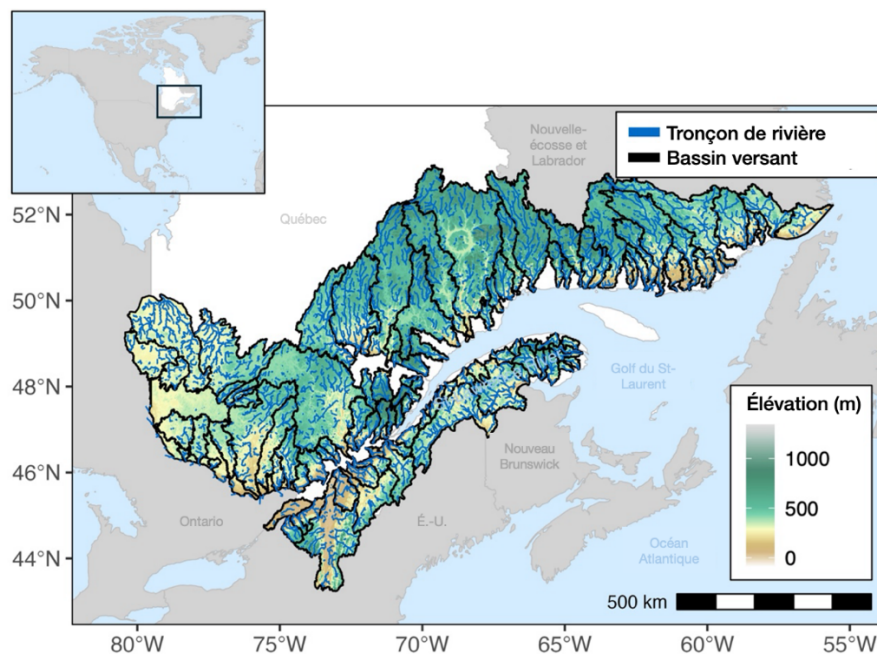 Nouvelle-
écosse et
Labrador
Tronçon de rivière
Bassin versant
Québec
52°N
50°N
48°N
46°N
44°N
Golf du St-
Laurent
Élévation (m)
1000
500
0
Nouveau
Brunswick
Ontario
É.-U.
Océan
Atlantique
500 km
80°W
75°W
70°W
65°W
60°W
55°W